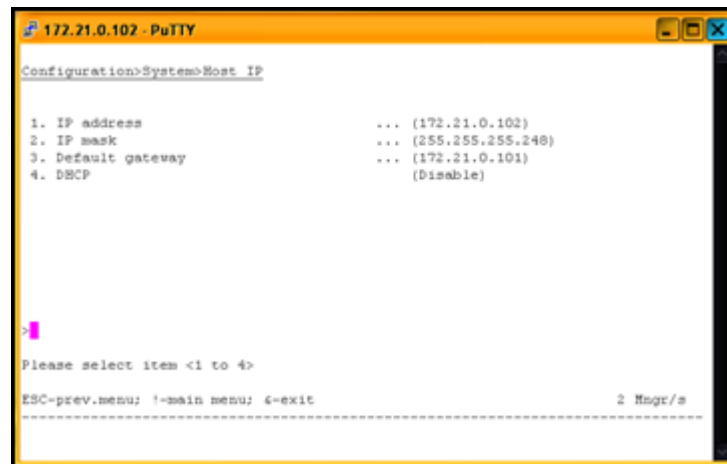 172.21.0.102 - PuTTY
Configuration>System>Host IP
1. IP address ... (172.21.0.102)
2. IP mask ... (255.255.255.248)
3. Default gateway ... (172.21.0.101)
4. DHCP (Disable)
>
Please select item <1 to 4>
ESC-prev.menu; !-main menu; &-exit 2 Mngr/s